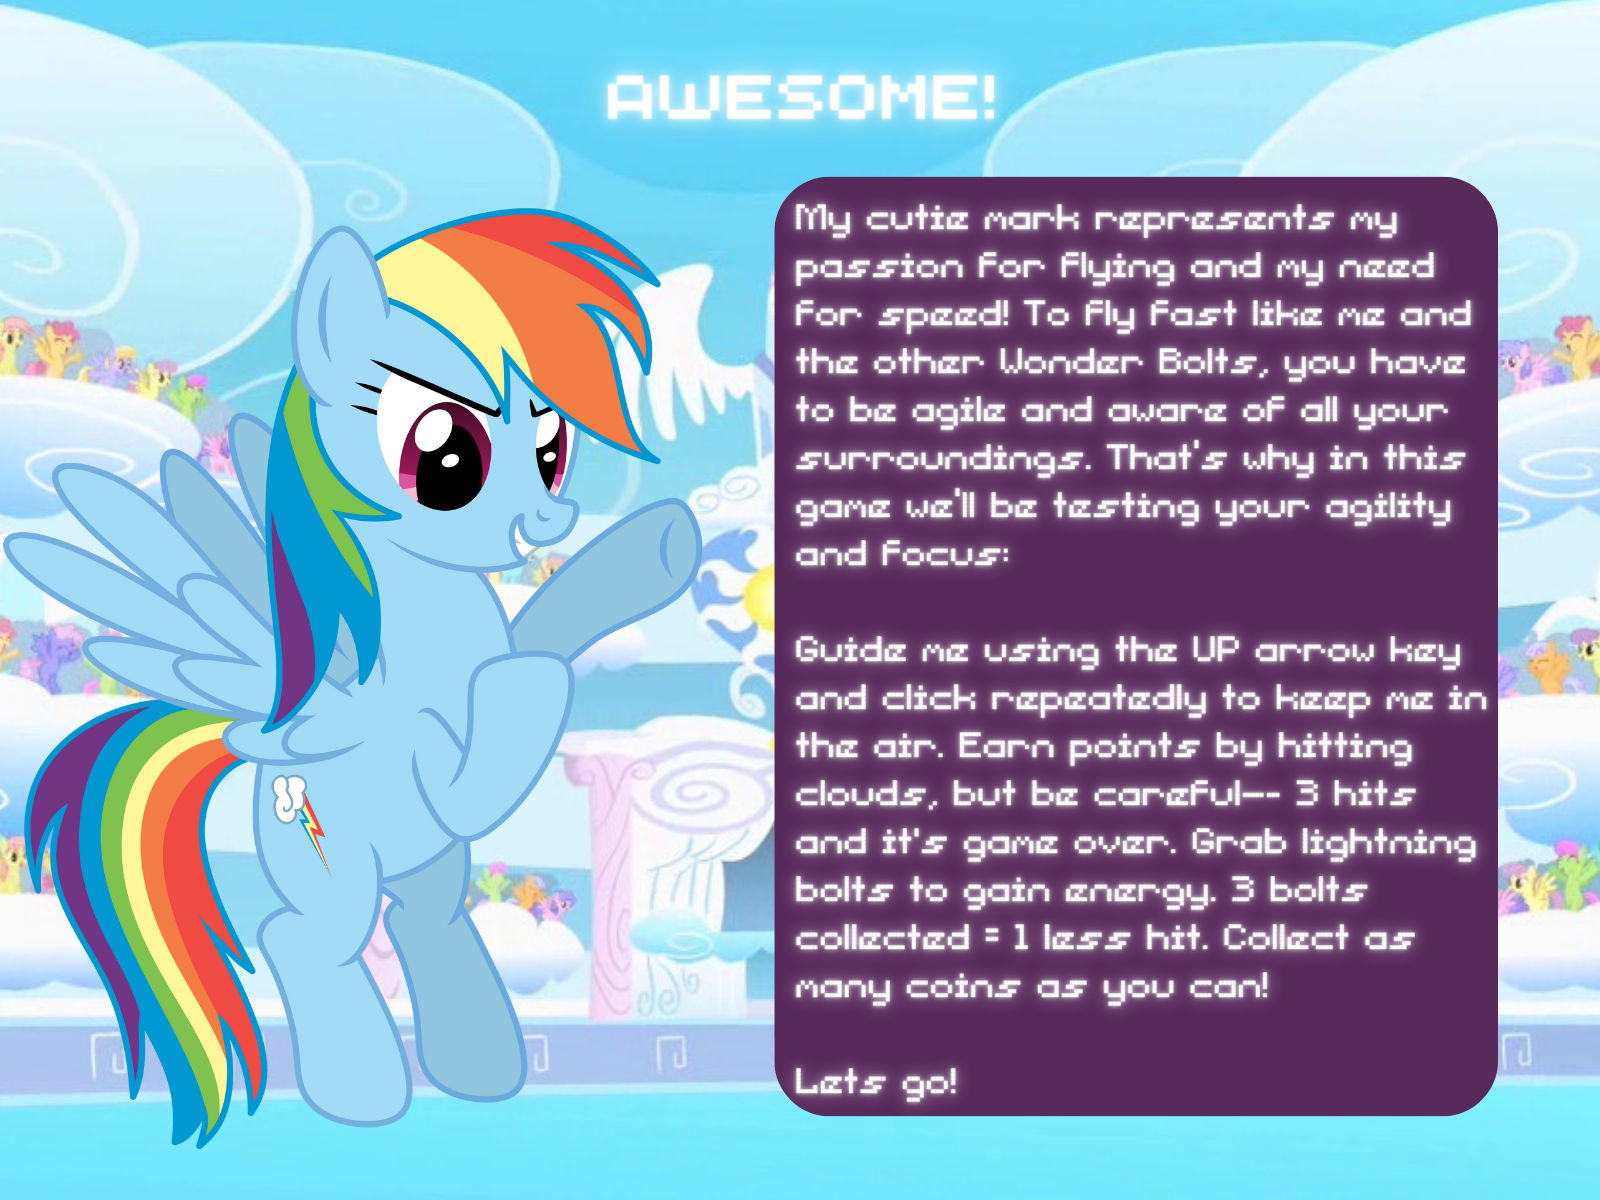 AWESOME!
My cutie mark represents my
passion for flying and my need
for speed! To fly fast like me and
the other Wonder Bolts, you have
to be agile and aware of all your
surroundings. That's why in this
game we'll be testing your agility
and focus:
Guide me using the UP arrow key
and click repeatedly to keep me in
the air. Earn points by hitting
clouds, but be careful-- 3 hits
and it's game over. Grab lightning
bolts to gain energy. 3 bolts
collected = 1 less hit. Collect as
many coins as you can!
Lets go!